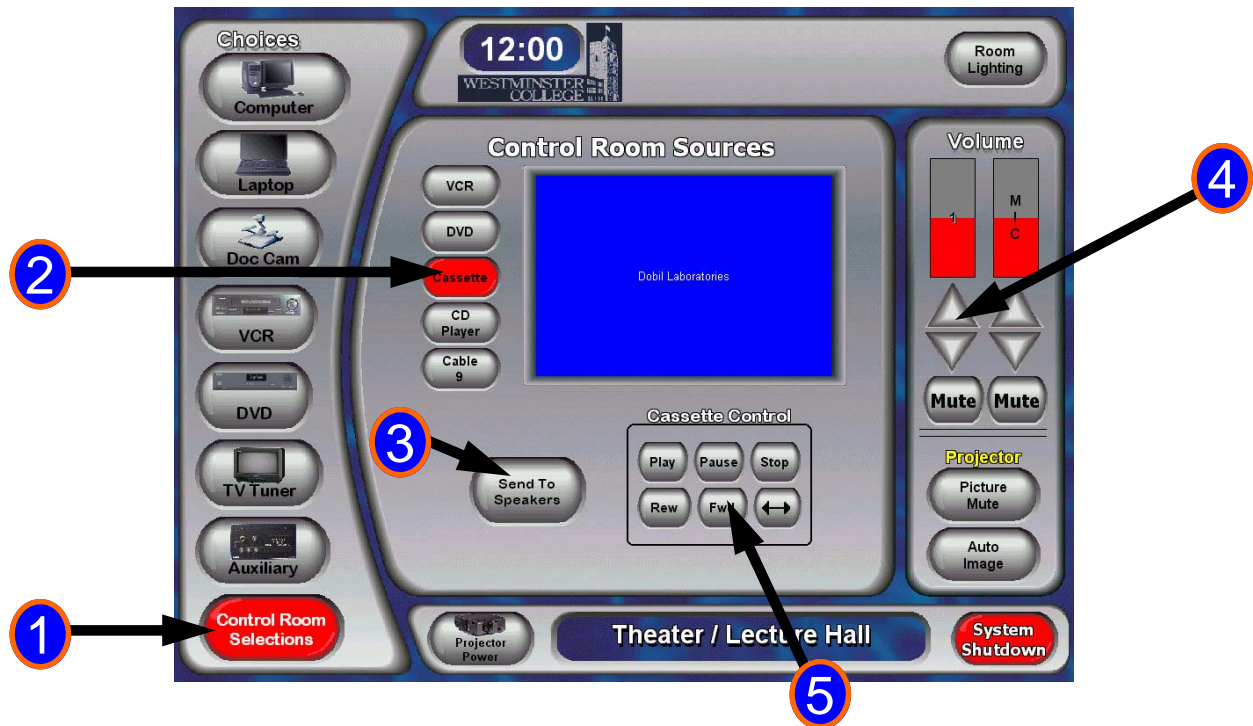 Choices
Computer
Laptop
Doc Cam
VCR
DVD
TV Tuner
Auxiliary
Control Room
Selections
12:00
WESTMINSTER
COLLEGE
Room
Lighting
Control Room Sources
VCR
DVD
Cassette
CD
Player
Cable
9
Dobil Laboratories
Send To
Speakers
Cassette Control
Play
Pause
Stop
Rew
Volume
1
M
I
C
Mute
Mute
Projector
Picture
Mute
Auto
Image
Projector
Power
Theater / Lecture Hall
System
Shutdown
1
2
3
4
5